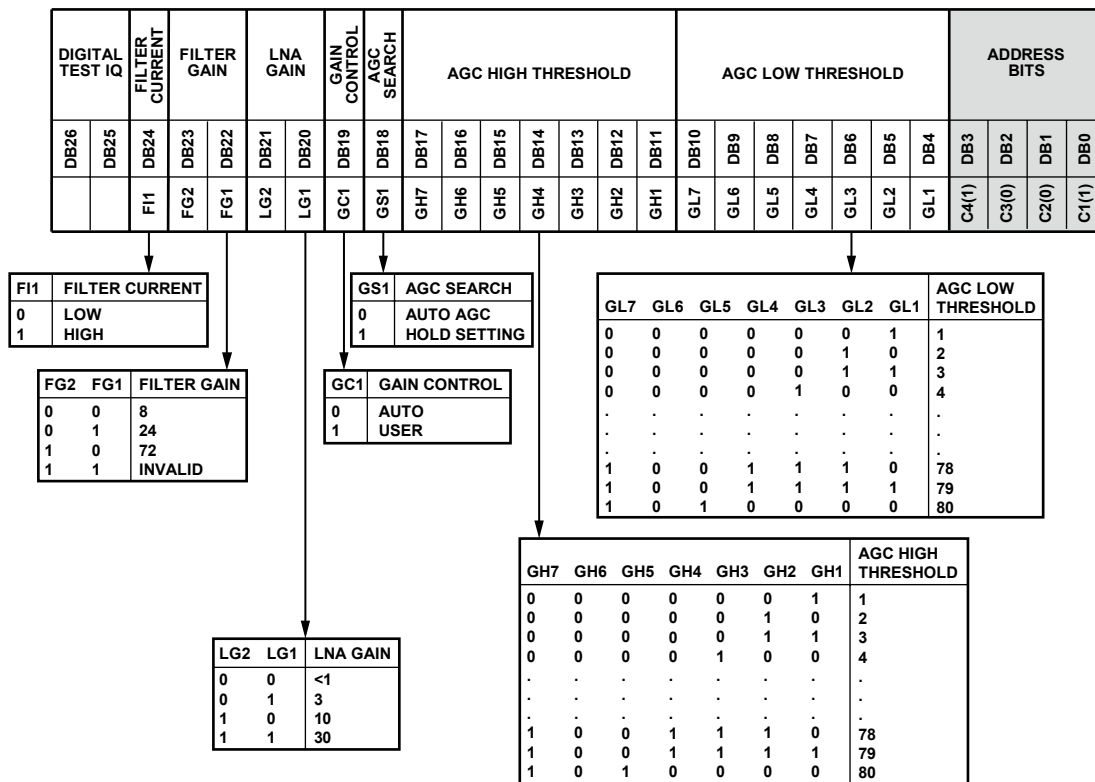 DIGITAL TEST IQ
FILTER CURRENT
FILTER GAIN
LNA GAIN
GAIN CONTROL
AGC SEARCH
AGC HIGH THRESHOLD
AGC LOW THRESHOLD
ADDRESS BITS
DB26 DB25 DB24 DB23 DB22 DB21 DB20 DB19 DB18 DB17 DB16 DB15 DB14 DB13 DB12 DB11 DB10 DB9 DB8 DB7 DB6 DB5 DB4 DB3 DB2 DB1 DB0
FI1 FG2 FG1 LG2 LG1 GC1 GS1 GH7 GH6 GH5 GH4 GH3 GH2 GH1 GL7 GL6 GL5 GL4 GL3 GL2 GL1 C4(1) C3(0) C2(0) C1(1)
FI1 FILTER CURRENT
0 LOW
1 HIGH
GS1 AGC SEARCH
0 AUTO AGC
1 HOLD SETTING
FG2 FG1 FILTER GAIN
0 0 8
0 1 24
1 0 72
1 1 INVALID
GC1 GAIN CONTROL
0 AUTO
1 USER
GL7 GL6 GL5 GL4 GL3 GL2 GL1 AGC LOW THRESHOLD
0 0 0 0 0 0 1 1
0 0 0 0 0 1 0 2
0 0 0 0 0 1 1 3
0 0 0 0 1 0 0 4
. . . . . . . .
. . . . . . . .
. . . . . . . .
1 0 0 1 1 1 0 78
1 0 0 1 1 1 1 79
1 0 1 0 0 0 0 80
GH7 GH6 GH5 GH4 GH3 GH2 GH1 AGC HIGH THRESHOLD
0 0 0 0 0 0 1 1
0 0 0 0 0 1 0 2
0 0 0 0 0 1 1 3
0 0 0 0 1 0 0 4
. . . . . . . .
. . . . . . . .
. . . . . . . .
1 0 0 1 1 1 0 78
1 0 0 1 1 1 1 79
1 0 1 0 0 0 0 80
LG2 LG1 LNA GAIN
0 0 <1
0 1 3
1 0 10
1 1 30